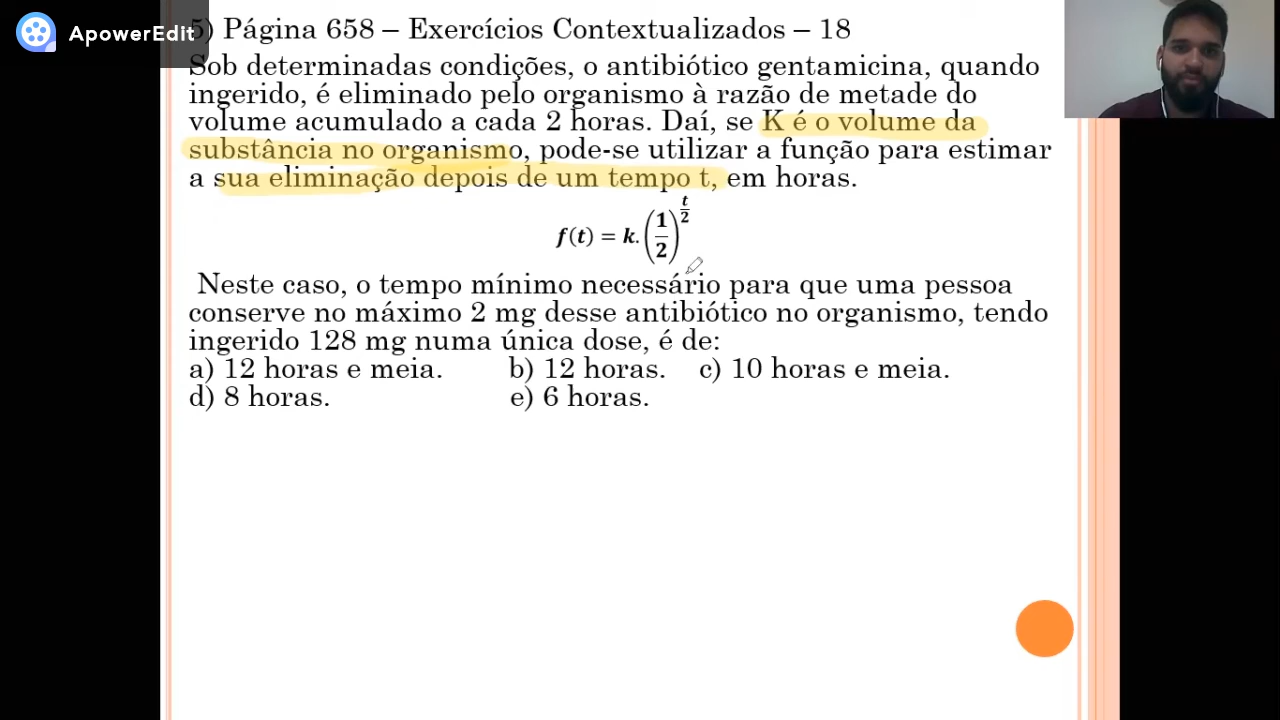 ApowerEdit
5) Página 658 – Exercícios Contextualizados – 18
Sob determinadas condições, o antibiótico gentamicina, quando
ingerido, é eliminado pelo organismo à razão de metade do
volume acumulado a cada 2 horas. Daí, se K é o volume da
substância no organismo, pode-se utilizar a função para estimar
a sua eliminação depois de um tempo t, em horas.
f(t) = k.(1/2)^(t/2)
Neste caso, o tempo mínimo necessário para que uma pessoa
conserve no máximo 2 mg desse antibiótico no organismo, tendo
ingerido 128 mg numa única dose, é de:
a) 12 horas e meia. b) 12 horas. c) 10 horas e meia.
d) 8 horas. e) 6 horas.